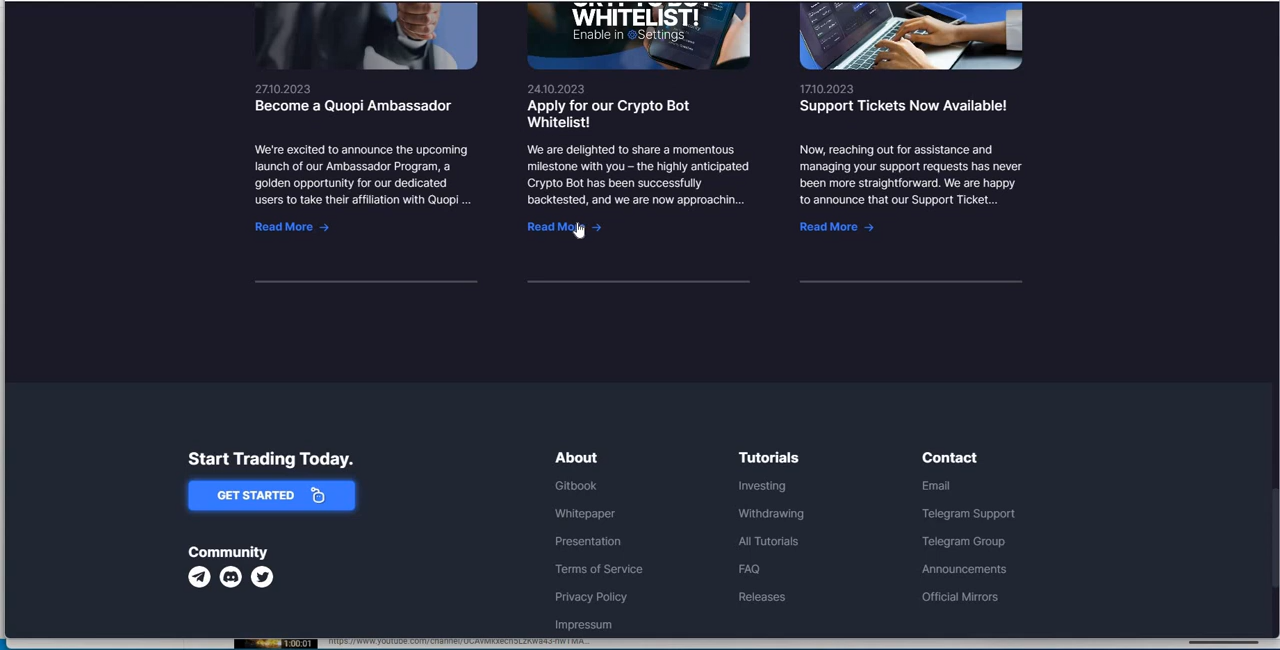 WHITELIST!
Enable in Settings
27.10.2023
Become a Quopi Ambassador
We're excited to announce the upcoming
launch of our Ambassador Program, a
golden opportunity for our dedicated
users to take their affiliation with Quopi ...
Read More →
24.10.2023
Apply for our Crypto Bot
Whitelist!
We are delighted to share a momentous
milestone with you – the highly anticipated
Crypto Bot has been successfully
backtested, and we are now approachin...
Read More →
17.10.2023
Support Tickets Now Available!
Now, reaching out for assistance and
managing your support requests has never
been more straightforward. We are happy
to announce that our Support Ticket...
Read More →
Start Trading Today.
GET STARTED
Community
About
Gitbook
Whitepaper
Presentation
Terms of Service
Privacy Policy
Impressum
Tutorials
Investing
Withdrawing
All Tutorials
FAQ
Releases
Contact
Email
Telegram Support
Telegram Group
Announcements
Official Mirrors
1:00:01